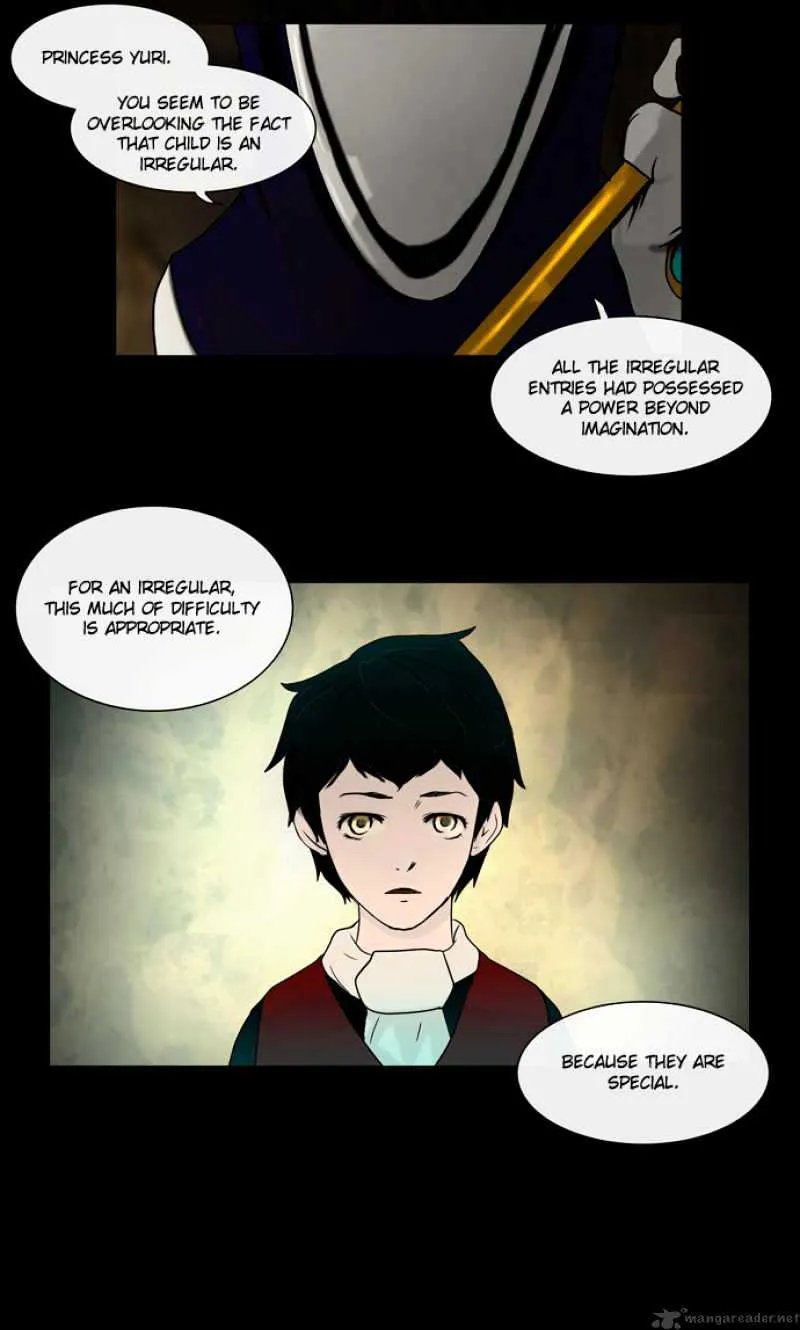 PRINCESS YURI.
YOU SEEM TO BE
OVERLOOKING THE FACT
THAT CHILD IS AN
IRREGULAR.
ALL THE IRREGULAR
ENTRIES HAD POSSESSED
A POWER BEYOND
IMAGINATION.
FOR AN IRREGULAR,
THIS MUCH OF DIFFICULTY
IS APPROPRIATE.
BECAUSE THEY ARE
SPECIAL.
mangareader.net